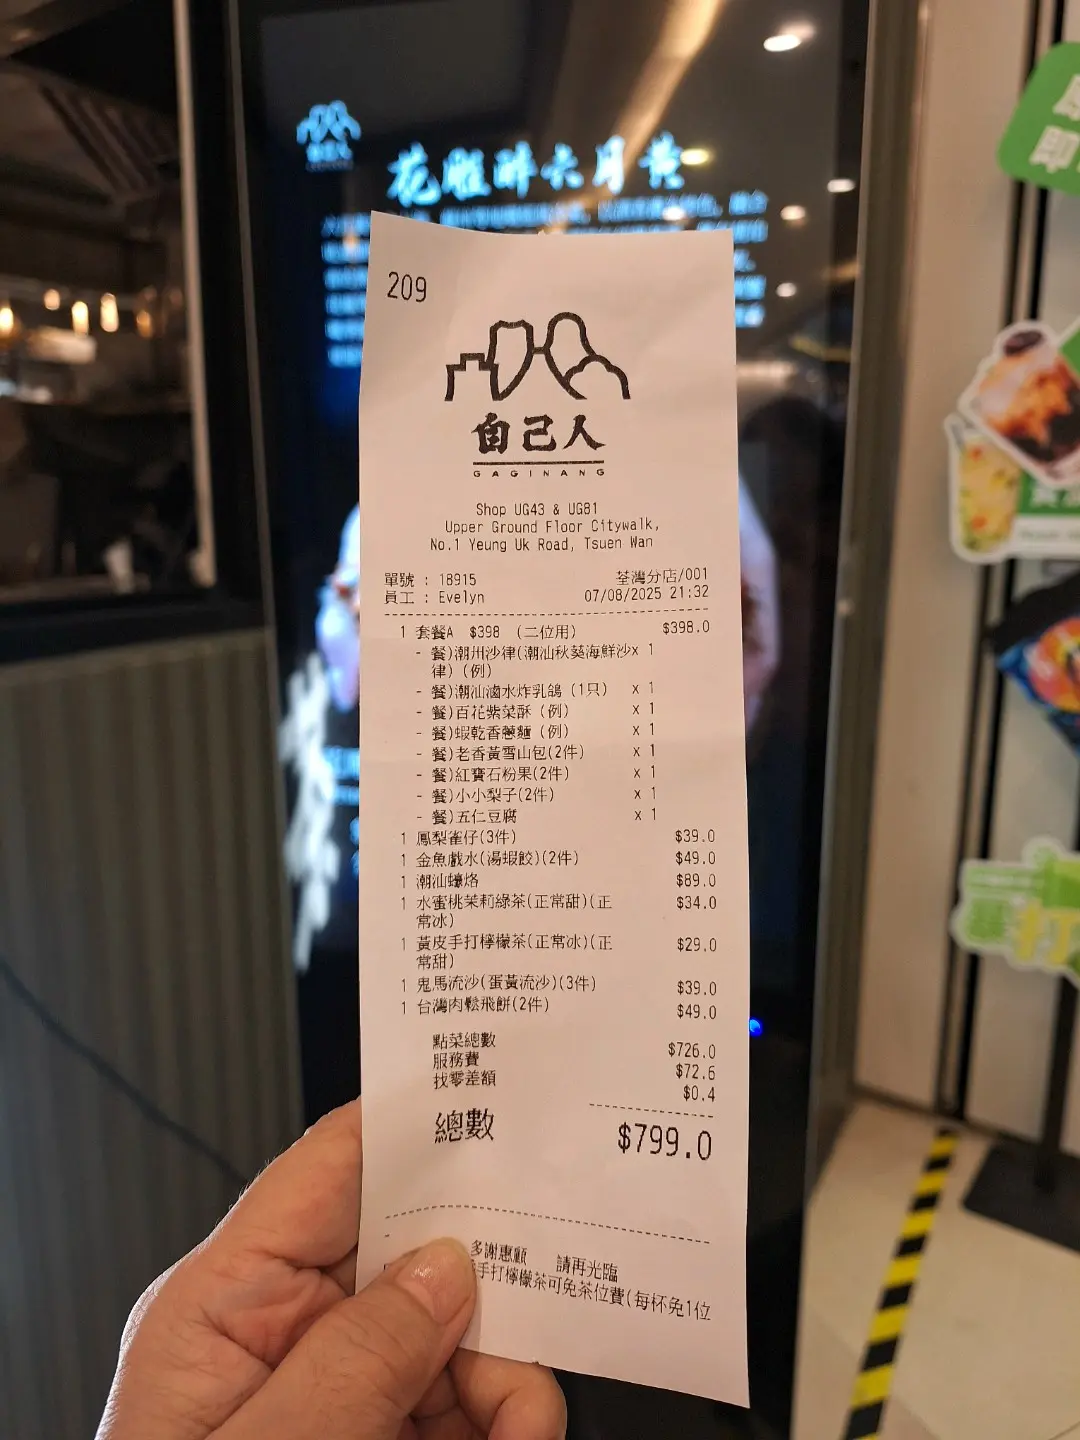 自己人
花雕醉六月黃
209
自己人
GAGINANG
Shop UG43 & UG81
Upper Ground Floor Citywalk,
No.1 Yeung Uk Road, Tsuen Wan
單號 : 18915 荃灣分店/001
員工 : Evelyn 07/08/2025 21:32
1 套餐A $398 (二位用) $398.0
- 餐)潮州沙律(潮汕秋葵海鮮沙x 1
律)(例)
- 餐)潮汕滷水炸乳鴿 (1只) x 1
- 餐)百花紫菜酥 (例) x 1
- 餐)蝦乾香蔥麵 (例) x 1
- 餐)老香黃雪山包(2件) x 1
- 餐)紅寶石粉果(2件) x 1
- 餐)小小梨子(2件) x 1
- 餐)五仁豆腐 x 1
1 鳳梨雀仔(3件) $39.0
1 金魚戲水(湯蝦餃)(2件) $49.0
1 潮汕蠔烙 $89.0
1 水蜜桃茉莉綠茶(正常甜)(正 $34.0
常冰)
1 黃皮手打檸檬茶(正常冰)(正 $29.0
常甜)
1 鬼馬流沙(蛋黃流沙)(3件) $39.0
1 台灣肉鬆飛餅(2件) $49.0
點菜總數 $726.0
服務費 $72.6
找零差額 $0.4
總數 $799.0
多謝惠顧 請再光臨
手打檸檬茶可免茶位費(每杯免1位
即
打